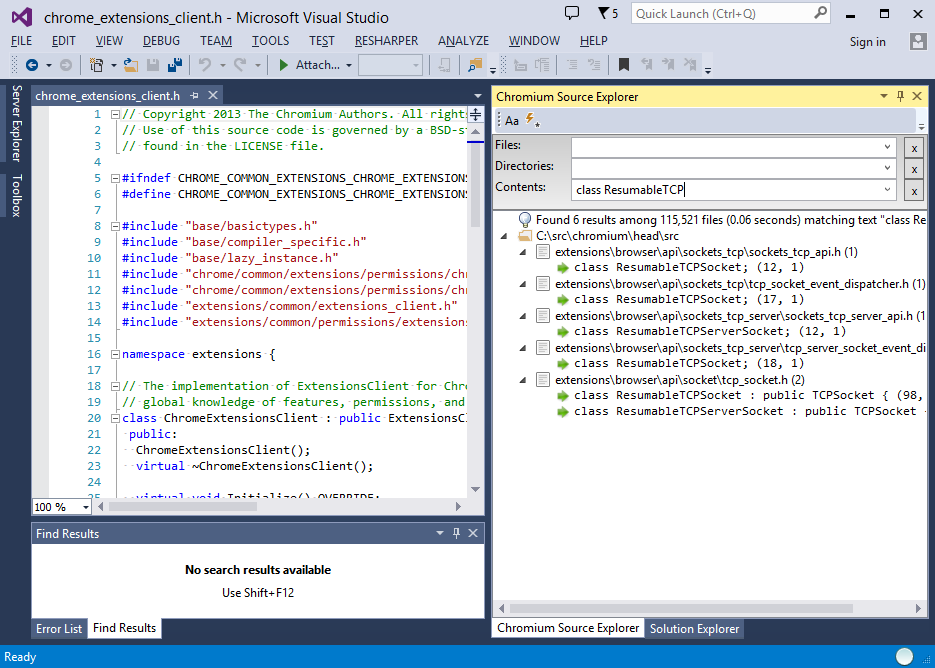 chrome_extensions_client.h - Microsoft Visual Studio
5
Quick Launch (Ctrl+Q)
FILE EDIT VIEW DEBUG TEAM TOOLS TEST RESHARPER ANALYZE WINDOW HELP
Sign in
Attach...
Server Explorer
Toolbox
chrome_extensions_client.h
1 // Copyright 2013 The Chromium Authors. All right
2 // Use of this source code is governed by a BSD-s
3 // found in the LICENSE file.
4
5 #ifndef CHROME_COMMON_EXTENSIONS_CHROME_EXTENSIONS
6 #define CHROME_COMMON_EXTENSIONS_CHROME_EXTENSIONS
7
8 #include "base/basictypes.h"
9 #include "base/compiler_specific.h"
10 #include "base/lazy_instance.h"
11 #include "chrome/common/extensions/permissions/chr
12 #include "chrome/common/extensions/permissions/chr
13 #include "extensions/common/extensions_client.h"
14 #include "extensions/common/permissions/extensions
15
16 namespace extensions {
17
18 // The implementation of ExtensionsClient for Chro
19 // global knowledge of features, permissions, and
20 class ChromeExtensionsClient : public ExtensionsCl
21 public:
22 ChromeExtensionsClient();
23 virtual ~ChromeExtensionsClient();
24
25 virtual void Initialize() OVERRIDE;
100 %
Find Results
No search results available
Use Shift+F12
Error List Find Results
Chromium Source Explorer
Aa
Files: x
Directories: x
Contents: class ResumableTCP x
Found 6 results among 115,521 files (0.06 seconds) matching text "class Re
C:\src\chromium\head\src
extensions\browser\api\sockets_tcp\sockets_tcp_api.h (1)
class ResumableTCPSocket; (12, 1)
extensions\browser\api\sockets_tcp\tcp_socket_event_dispatcher.h (1)
class ResumableTCPSocket; (17, 1)
extensions\browser\api\sockets_tcp_server\sockets_tcp_server_api.h (1
class ResumableTCPServerSocket; (12, 1)
extensions\browser\api\sockets_tcp_server\tcp_server_socket_event_di
class ResumableTCPSocket; (18, 1)
extensions\browser\api\socket\tcp_socket.h (2)
class ResumableTCPSocket : public TCPSocket { (98,
class ResumableTCPServerSocket : public TCPSocket
Chromium Source Explorer Solution Explorer
Ready